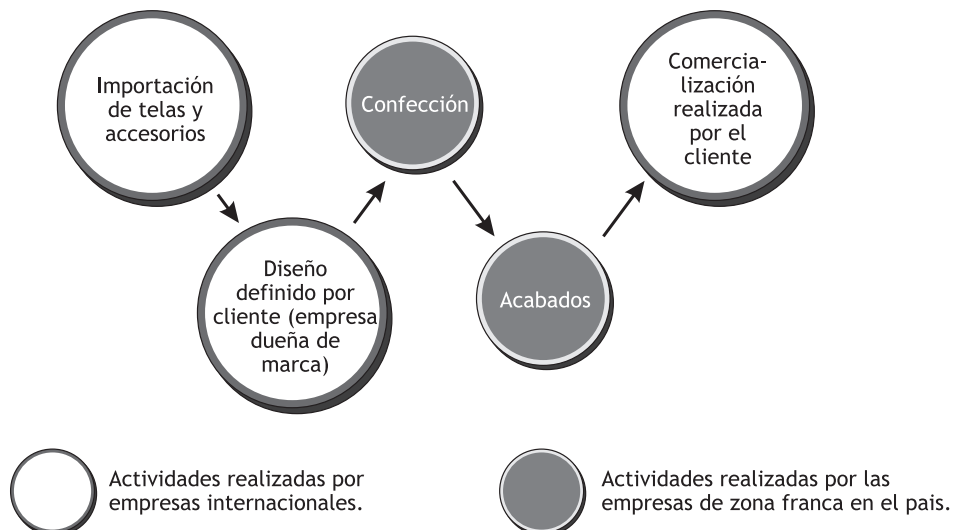 Importación
de telas y
accesorios
Diseño
definido por
cliente (empresa
dueña de
marca)
Confección
Acabados
Comercia-
lización
realizada
por el
cliente
Actividades realizadas por
empresas internacionales.
Actividades realizadas por las
empresas de zona franca en el pais.